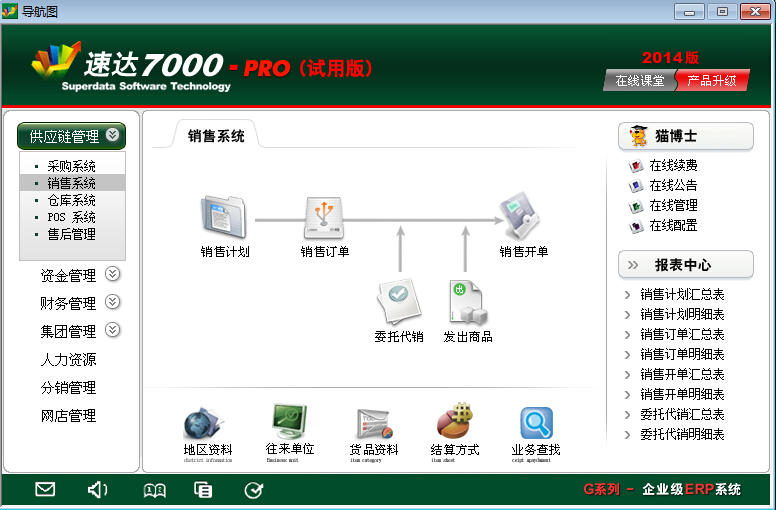 导航图
速达7000 - PRO（试用版）
Superdata Software Technology
2014版
在线课堂 产品升级
供应链管理
采购系统
销售系统
仓库系统
POS 系统
售后管理
资金管理
财务管理
集团管理
人力资源
分销管理
网店管理
销售系统
销售计划
销售订单
销售开单
委托代销
发出商品
地区资料
district information
往来单位
Business unit
货品资料
item category
结算方式
item sheet
业务查找
猫博士
在线续费
在线公告
在线管理
在线配置
报表中心
销售计划汇总表
销售计划明细表
销售订单汇总表
销售订单明细表
销售开单汇总表
销售开单明细表
委托代销汇总表
委托代销明细表
G系列 - 企业级ERP系统